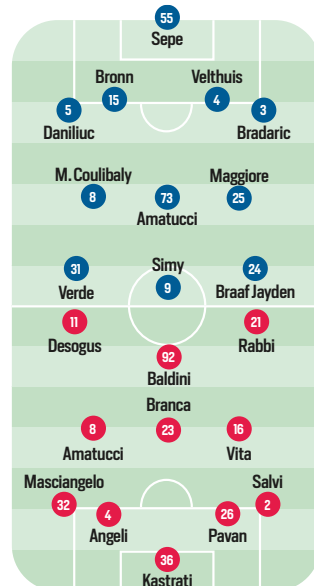 55
Sepe
Bronn
Velthuis
5
15
4
3
Daniliuc
Bradaric
M. Coulibaly
Maggiore
8
73
25
Amatucci
31
Simy
24
Verde
9
Braaf Jayden
11
21
Desogus
Rabbi
92
Baldini
Branca
8
23
16
Amatucci
Vita
Masciangelo
Salvi
32
4
26
2
Angeli
Pavan
36
Kastrati